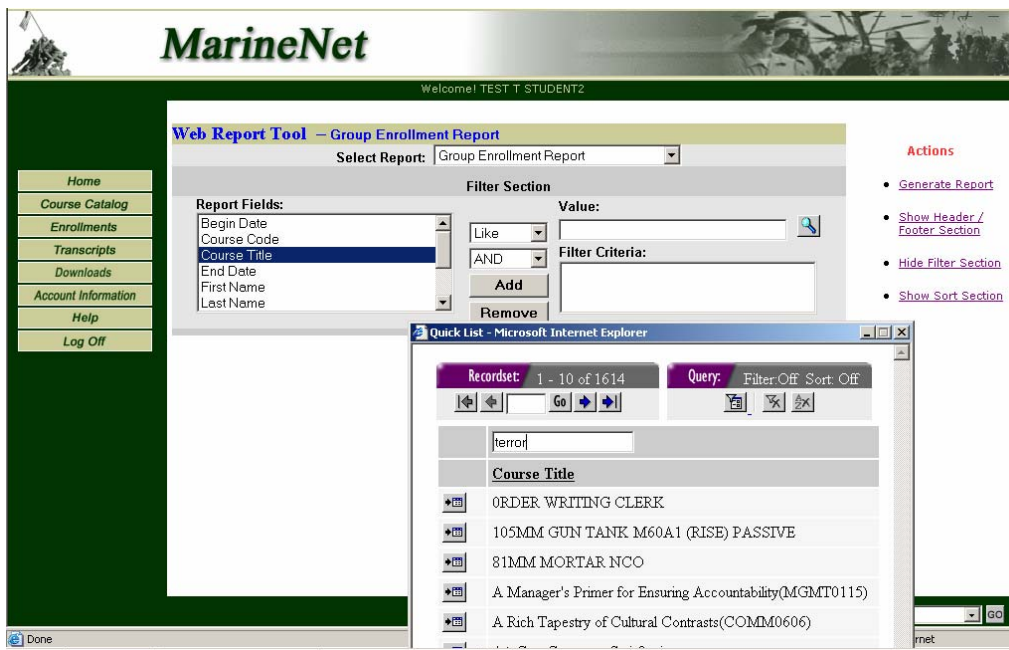 MarineNet
Welcome! TEST T STUDENT2
Home
Course Catalog
Enrollments
Transcripts
Downloads
Account Information
Help
Log Off
Web Report Tool – Group Enrollment Report
Select Report: Group Enrollment Report
Filter Section
Report Fields:
Begin Date
Course Code
Course Title
End Date
First Name
Last Name
Like
AND
Add
Remove
Value:
Filter Criteria:
Actions
Generate Report
Show Header /
Footer Section
Hide Filter Section
Show Sort Section
Quick List - Microsoft Internet Explorer
Recordset: 1 - 10 of 1614
Go
Query: Filter:Off Sort: Off
terror
Course Title
0RDER WRITING CLERK
105MM GUN TANK M60A1 (RISE) PASSIVE
81MM MORTAR NCO
A Manager's Primer for Ensuring Accountability(MGMT0115)
A Rich Tapestry of Cultural Contrasts(COMM0606)
GO
Done